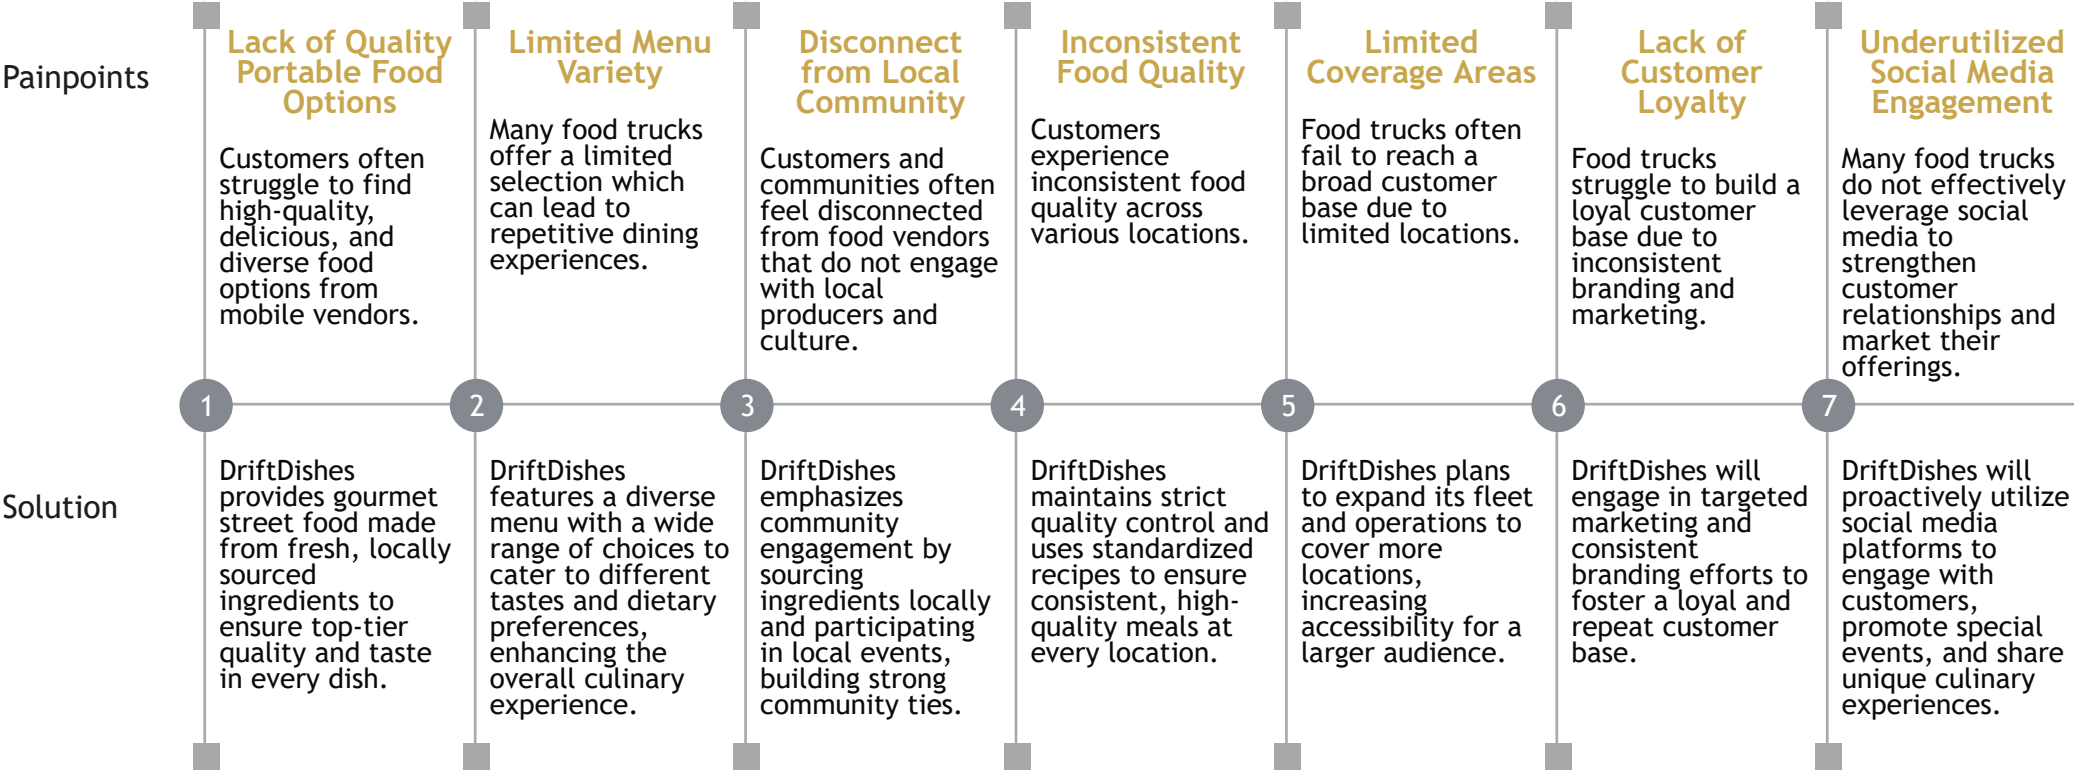 Painpoints
Lack of Quality
Portable Food
Options
Customers often
struggle to find
high-quality,
delicious, and
diverse food
options from
mobile vendors.
Limited Menu
Variety
Many food trucks
offer a limited
selection which
can lead to
repetitive dining
experiences.
Disconnect
from Local
Community
Customers and
communities often
feel disconnected
from food vendors
that do not engage
with local
producers and
culture.
Inconsistent
Food Quality
Customers
experience
inconsistent food
quality across
various locations.
Limited
Coverage Areas
Food trucks often
fail to reach a
broad customer
base due to
limited locations.
Lack of
Customer
Loyalty
Food trucks
struggle to build a
loyal customer
base due to
inconsistent
branding and
marketing.
Underutilized
Social Media
Engagement
Many food trucks
do not effectively
leverage social
media to
strengthen
customer
relationships and
market their
offerings.
1
2
3
4
5
6
7
Solution
DriftDishes
provides gourmet
street food made
from fresh, locally
sourced
ingredients to
ensure top-tier
quality and taste
in every dish.
DriftDishes
features a diverse
menu with a wide
range of choices to
cater to different
tastes and dietary
preferences,
enhancing the
overall culinary
experience.
DriftDishes
emphasizes
community
engagement by
sourcing
ingredients locally
and participating
in local events,
building strong
community ties.
DriftDishes
maintains strict
quality control and
uses standardized
recipes to ensure
consistent, high-
quality meals at
every location.
DriftDishes plans
to expand its fleet
and operations to
cover more
locations,
increasing
accessibility for a
larger audience.
DriftDishes will
engage in targeted
marketing and
consistent
branding efforts to
foster a loyal and
repeat customer
base.
DriftDishes will
proactively utilize
social media
platforms to
engage with
customers,
promote special
events, and share
unique culinary
experiences.